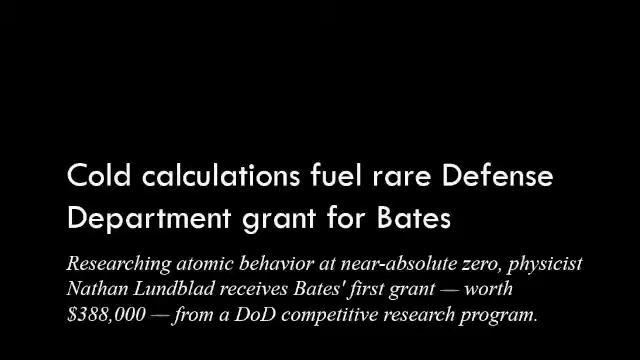 Cold calculations fuel rare Defense
Department grant for Bates
Researching atomic behavior at near-absolute zero, physicist
Nathan Lundblad receives Bates' first grant — worth
$388,000 — from a DoD competitive research program.